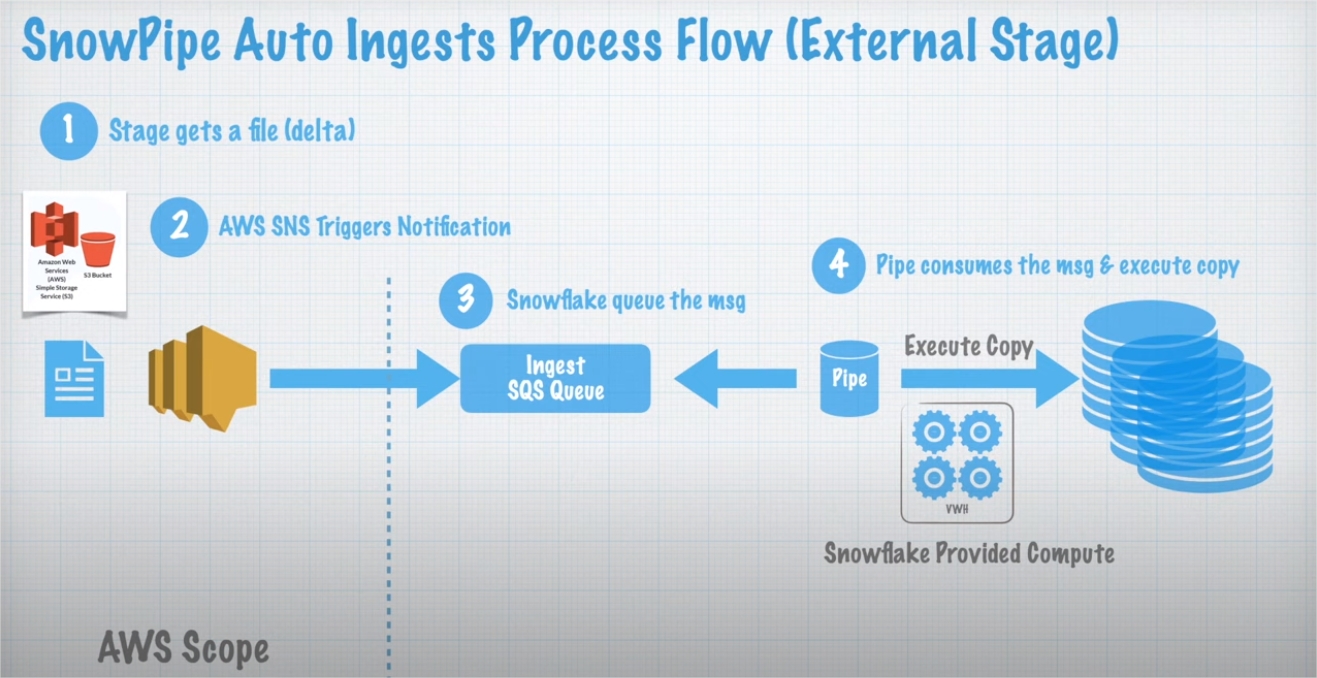 SnowPipe Auto Ingests Process Flow (External Stage)
1 Stage gets a file (delta)
2 AWS SNS Triggers Notification
Amazon Web
Services
(AWS)
Simple Storage
Service (S3)
S3 Bucket
3 Snowflake queue the msg
4 Pipe consumes the msg & execute copy
Ingest
SQS Queue
Pipe
Execute Copy
VWH
Snowflake Provided Compute
AWS Scope